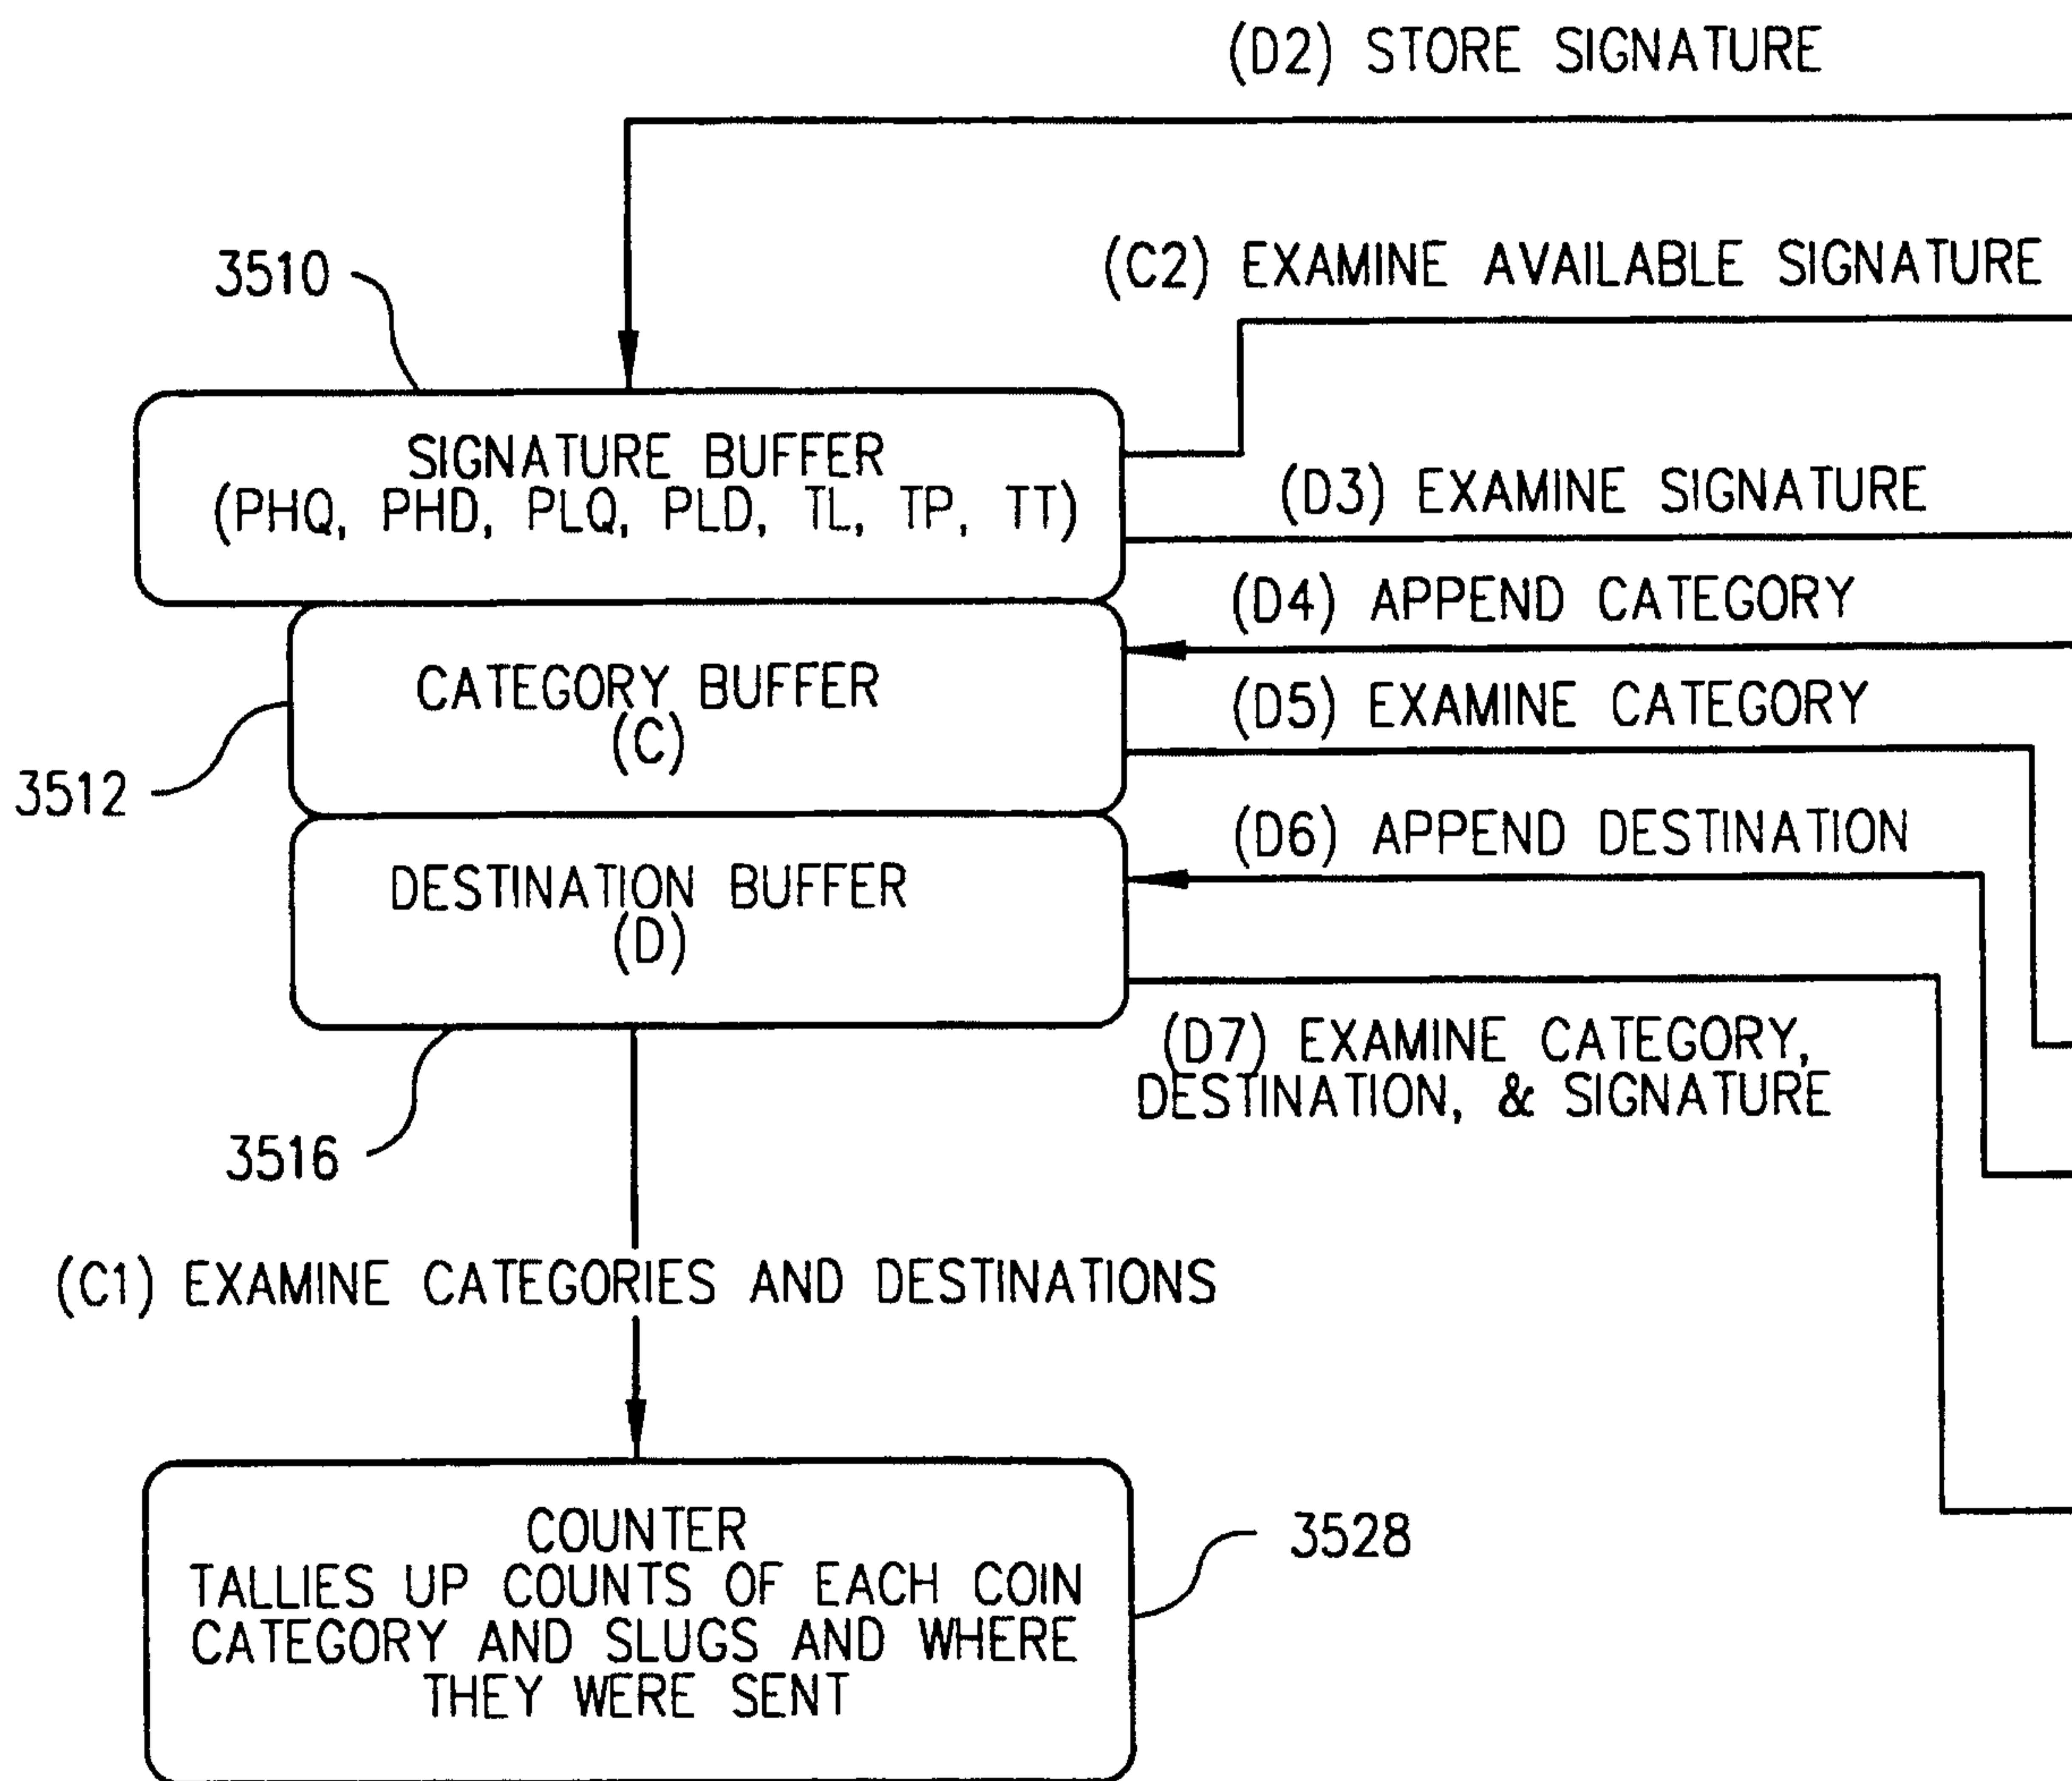 (D2) STORE SIGNATURE
3510
(C2) EXAMINE AVAILABLE SIGNATURE
SIGNATURE BUFFER
(PHQ, PHD, PLQ, PLD, TL, TP, TT)
(D3) EXAMINE SIGNATURE
(D4) APPEND CATEGORY
CATEGORY BUFFER
(C)
(D5) EXAMINE CATEGORY
3512
(D6) APPEND DESTINATION
DESTINATION BUFFER
(D)
(D7) EXAMINE CATEGORY,
DESTINATION, & SIGNATURE
3516
(C1) EXAMINE CATEGORIES AND DESTINATIONS
COUNTER
TALLIES UP COUNTS OF EACH COIN
CATEGORY AND SLUGS AND WHERE
THEY WERE SENT
3528